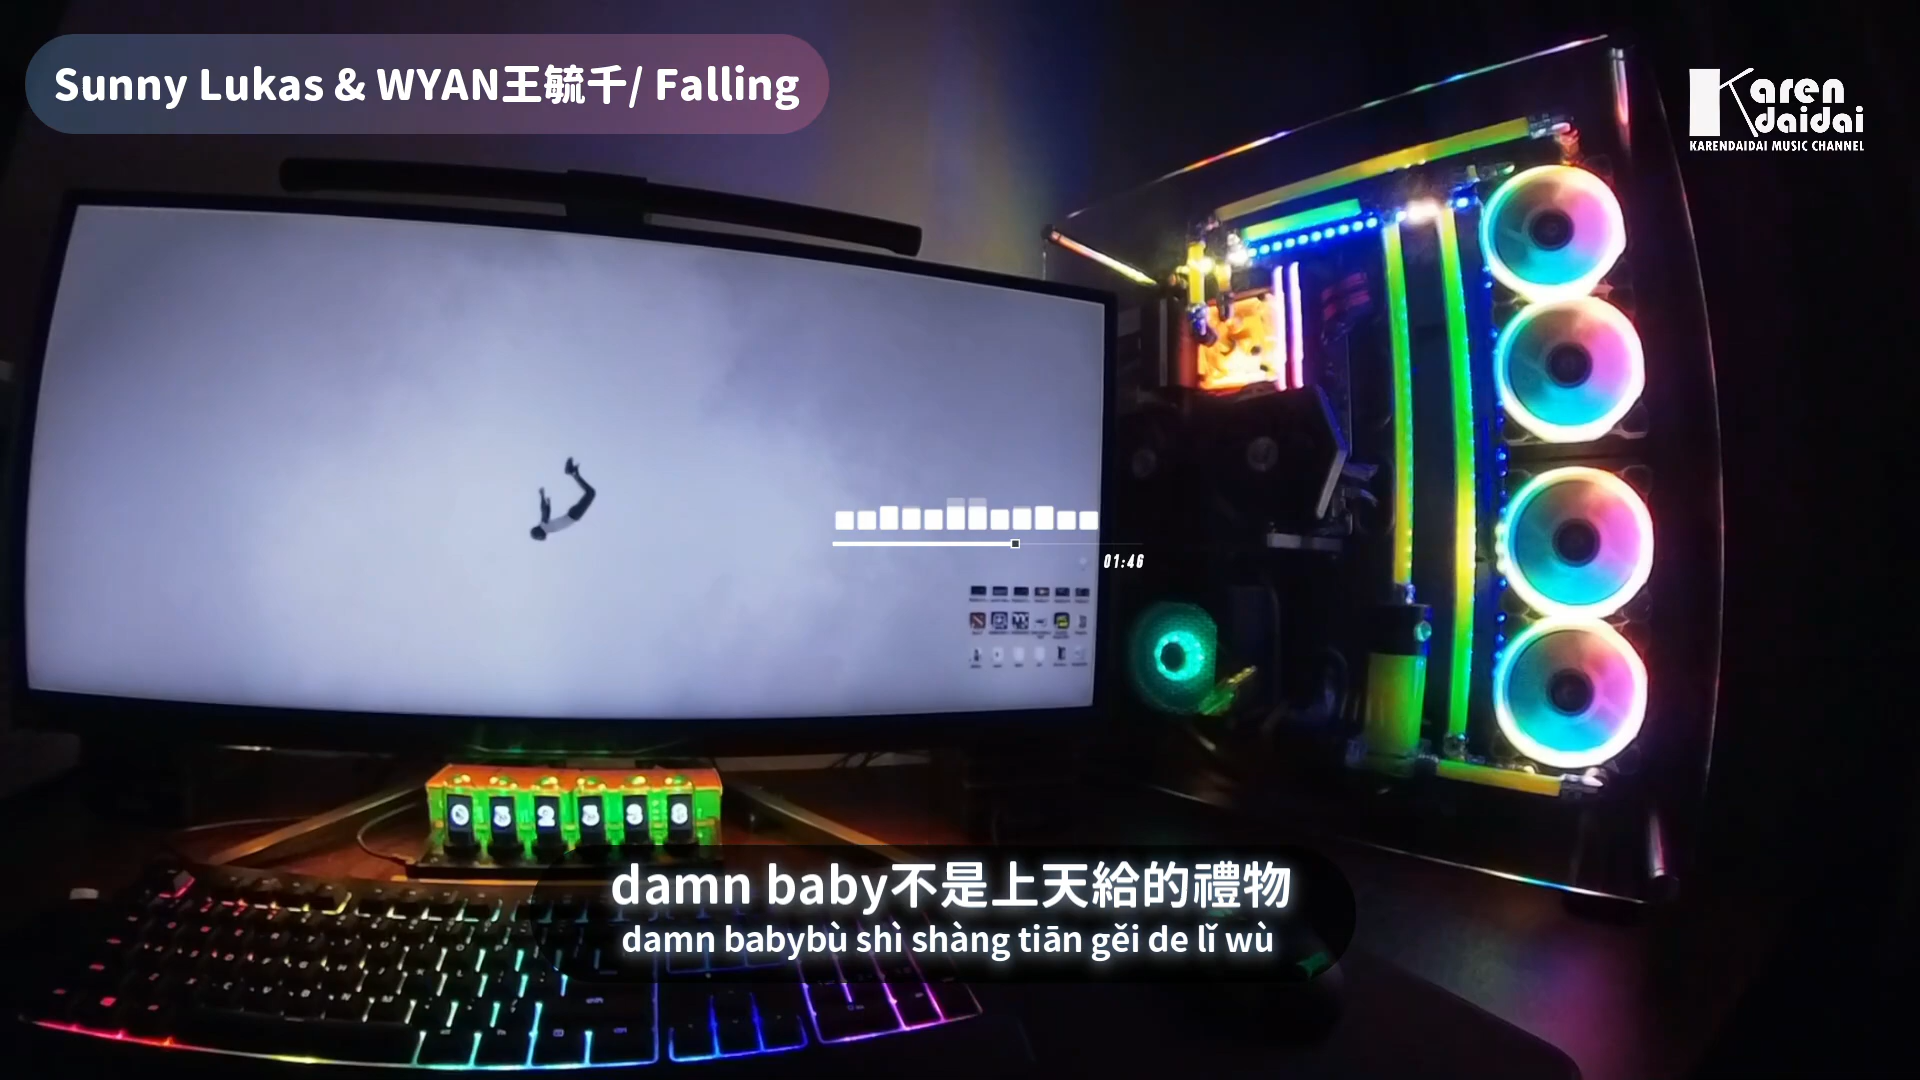 Sunny Lukas & WYAN王毓千/ Falling
Karen
daidai
KARENDAIDAI MUSIC CHANNEL
01:46
damn baby不是上天給的禮物
damn babybù shì shàng tiān gěi de lǐ wù